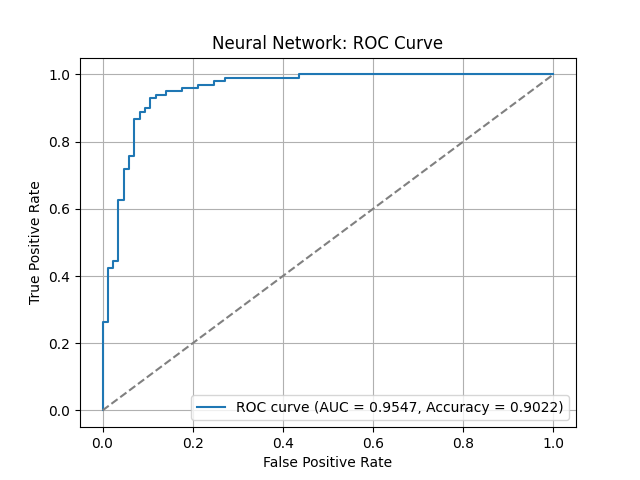 Neural Network: ROC Curve
1.0
0.8
0.6
0.4
0.2
0.0
True Positive Rate
ROC curve (AUC = 0.9547, Accuracy = 0.9022)
0.0 0.2 0.4 0.6 0.8 1.0
False Positive Rate